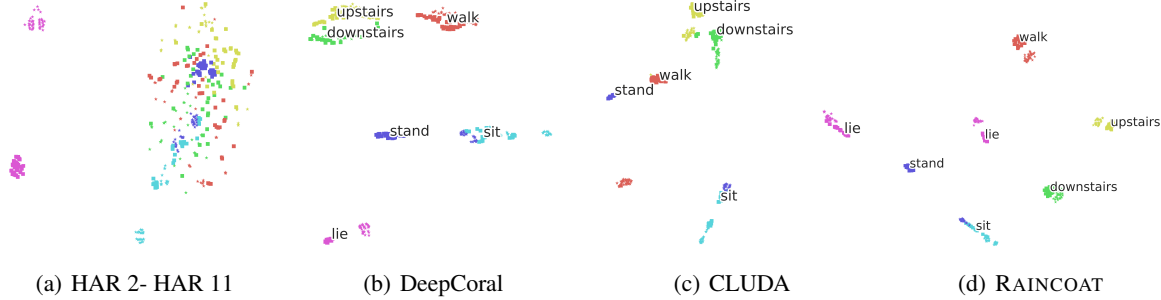 upstairs
walk
downstairs
stand
sit
lie
(a) HAR 2- HAR 11
(b) DeepCoral
upstairs
downstairs
walk
stand
lie
sit
(c) CLUDA
walk
upstairs
lie
stand
downstairs
sit
(d) RAINCOAT